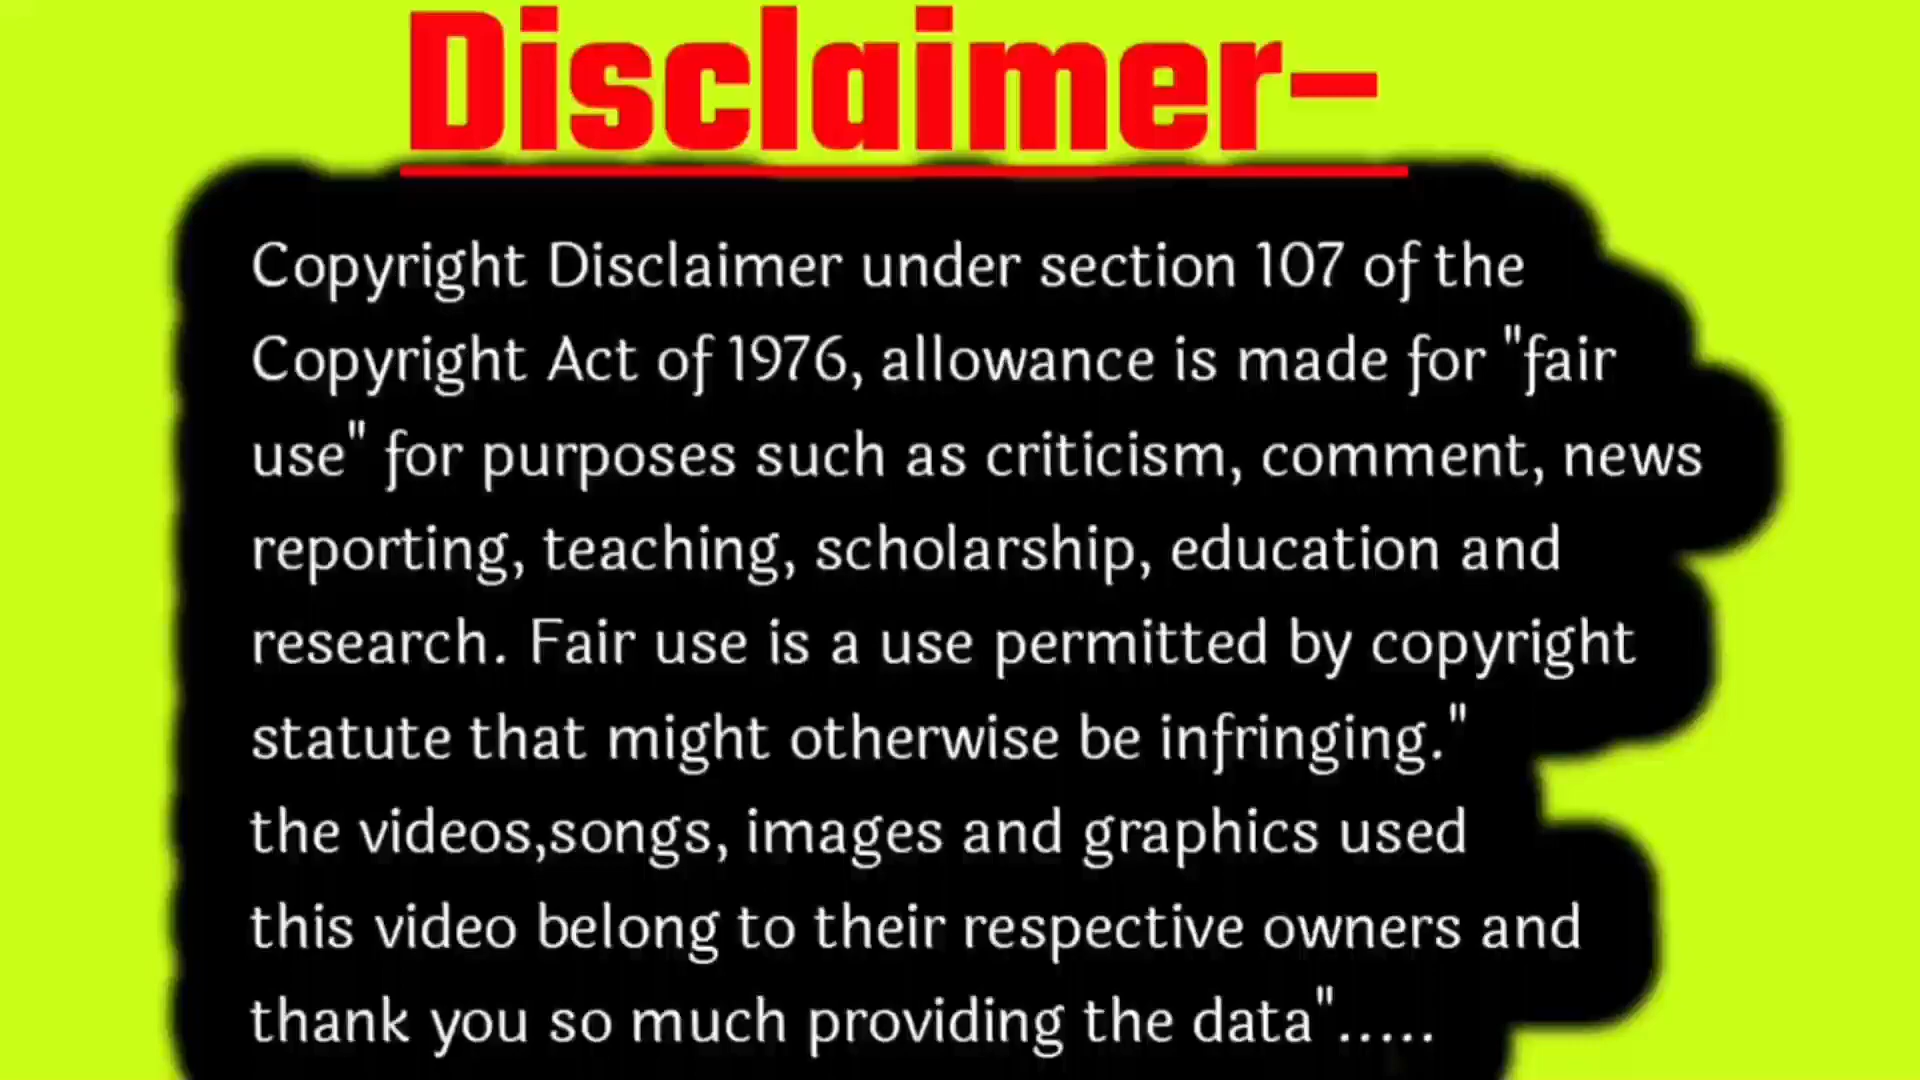 Disclaimer-
Copyright Disclaimer under section 107 of the
Copyright Act of 1976, allowance is made for "fair
use" for purposes such as criticism, comment, news
reporting, teaching, scholarship, education and
research. Fair use is a use permitted by copyright
statute that might otherwise be infringing."
the videos,songs, images and graphics used
this video belong to their respective owners and
thank you so much providing the data".....